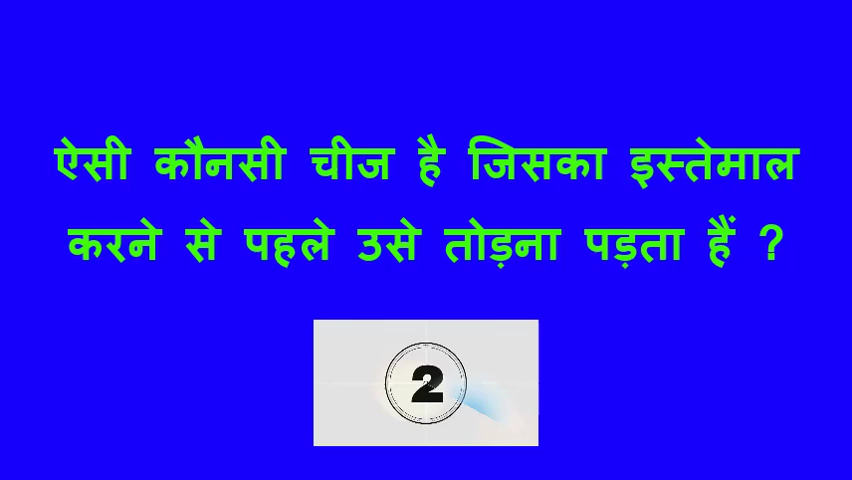 ऐसी कौनसी चीज है जिसका इस्तेमाल
करने से पहले उसे तोड़ना पड़ता हैं ?
2